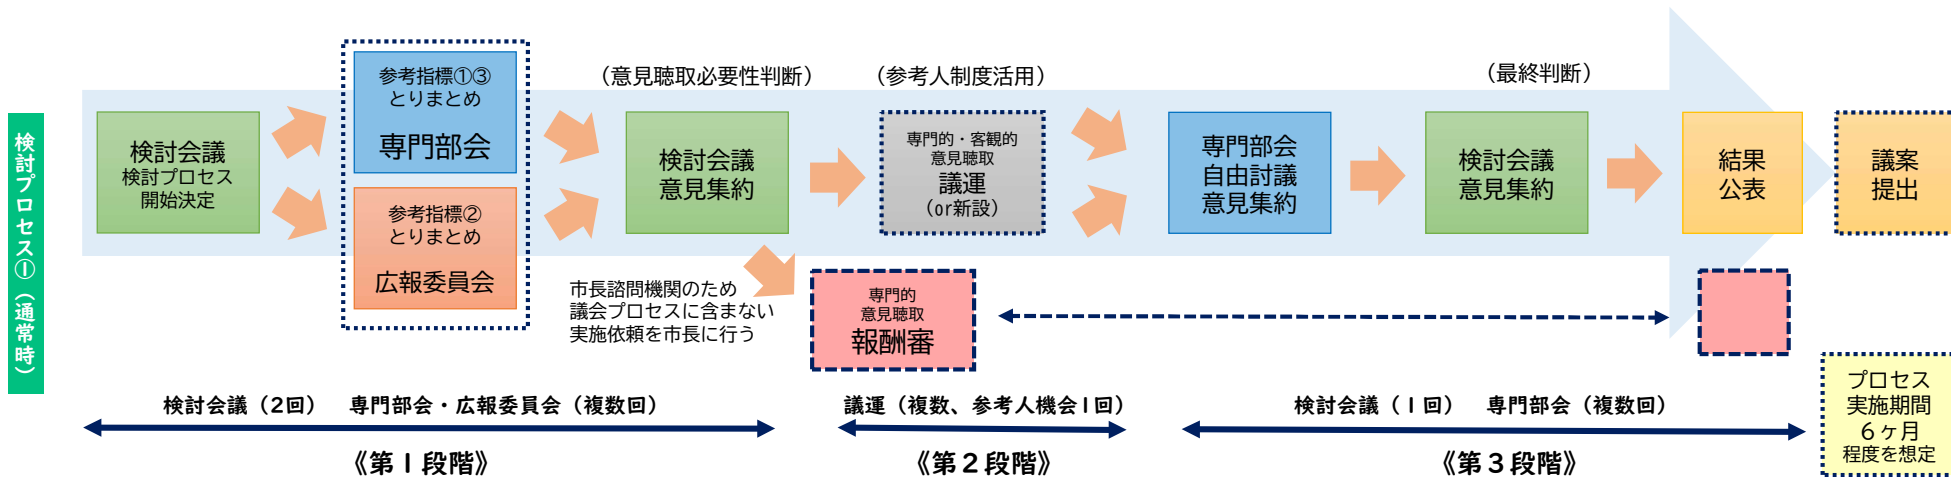 検討プロセス①（通常時）
検討会議
検討プロセス
開始決定
参考指標①③
とりまとめ
専門部会
参考指標②
とりまとめ
広報委員会
（意見聴取必要性判断）
検討会議
意見集約
市長諮問機関のため
議会プロセスに含まない
実施依頼を市長に行う
（参考人制度活用）
専門的・客観的
意見聴取
議運
（or新設）
専門的
意見聴取
報酬審
専門部会
自由討議
意見集約
（最終判断）
検討会議
意見集約
結果
公表
議案
提出
検討会議（2回）　専門部会・広報委員会（複数回）
議運（複数、参考人機会1回）
検討会議（1回）　専門部会（複数回）
《第１段階》
《第２段階》
《第３段階》
プロセス
実施期間
６ヶ月
程度を想定